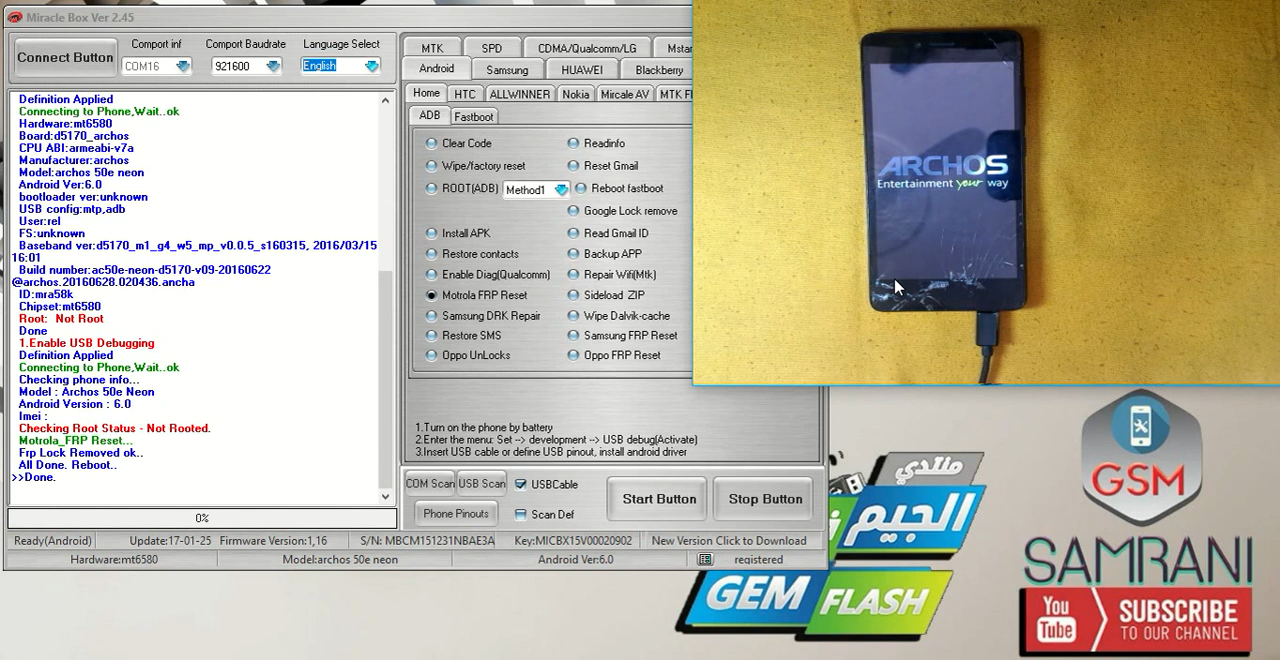 Miracle Box Ver 2.45
Connect Button
Comport inf
Comport Baudrate
Language Select
COM16
921600
English
Definition Applied
Connecting to Phone,Wait..ok
Hardware:mt6580
Board:d5170_archos
CPU ABI:armeabi-v7a
Manufacturer:archos
Model:archos 50e neon
Android Ver:6.0
bootloader ver:unknown
USB config:mtp,adb
User:rel
FS:unknown
Baseband ver:d5170_m1_g4_w5_mp_v0.0.5_s160315, 2016/03/15
16:01
Build number:ac50e-neon-d5170-v09-20160622
@archos.20160628.020436.ancha
ID:mra58k
Chipset:mt6580
Root: Not Root
Done
1.Enable USB Debugging
Definition Applied
Connecting to Phone,Wait..ok
Checking phone info...
Model : Archos 50e Neon
Android Version : 6.0
Imei :
Checking Root Status - Not Rooted.
Motrola_FRP Reset...
Frp Lock Removed ok..
All Done. Reboot..
>>Done.
0%
MTK
SPD
CDMA/Qualcomm/LG
Mstar
Android
Samsung
HUAWEI
Blackberry
Home
HTC
ALLWINNER
Nokia
Mircale AV
MTK F
ADB
Fastboot
Clear Code
Readinfo
Wipe/factory reset
Reset Gmail
ROOT(ADB)
Method1
Reboot fastboot
Google Lock remove
Install APK
Read Gmail ID
Restore contacts
Backup APP
Enable Diag(Qualcomm)
Repair Wifi(Mtk)
Motrola FRP Reset
Sideload ZIP
Samsung DRK Repair
Wipe Dalvik-cache
Restore SMS
Samsung FRP Reset
Oppo UnLocks
Oppo FRP Reset
1.Turn on the phone by battery
2.Enter the menu: Set --> development --> USB debug(Activate)
3.Insert USB cable or define USB pinout, install android driver
COM Scan
USB Scan
USBCable
Phone Pinouts
Scan Def
Start Button
Stop Button
Ready(Android)
Update:17-01-25
Firmware Version:1,16
S/N: MBCM151231NBAE3A
Key:MICBX15V00020902
New Version Click to Download
Hardware:mt6580
Model:archos 50e neon
Android Ver:6.0
registered
ARCHOS
Entertainment your way
منتدي
GEM
FLASH
GSM
SAMRANI
You
Tube
SUBSCRIBE
TO OUR CHANNEL